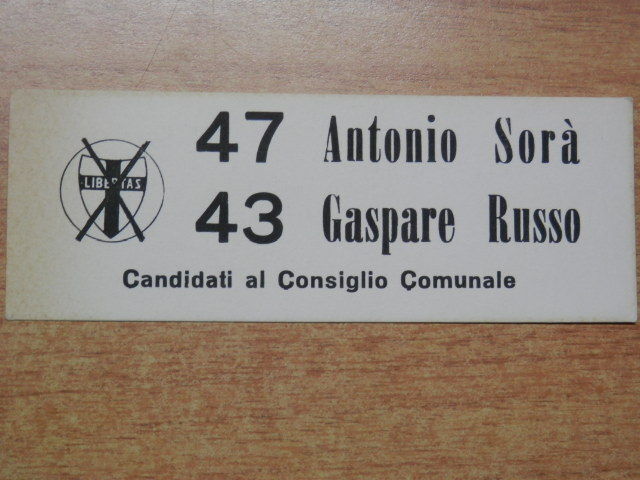 LIBERTAS
47 Antonio Sorà
43 Gaspare Russo
Candidati al Consiglio Comunale